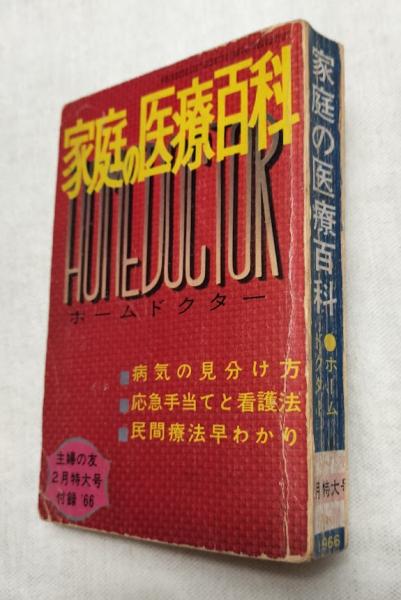 家庭の医療百科
HOMEDOCTOR
ホームドクター
病気の見分け方
応急手当てと看護法
民間療法早わかり
主婦の友
2月特大号
付録'66
家庭の医療百科
ホーム
ドクター
月特大号
1966